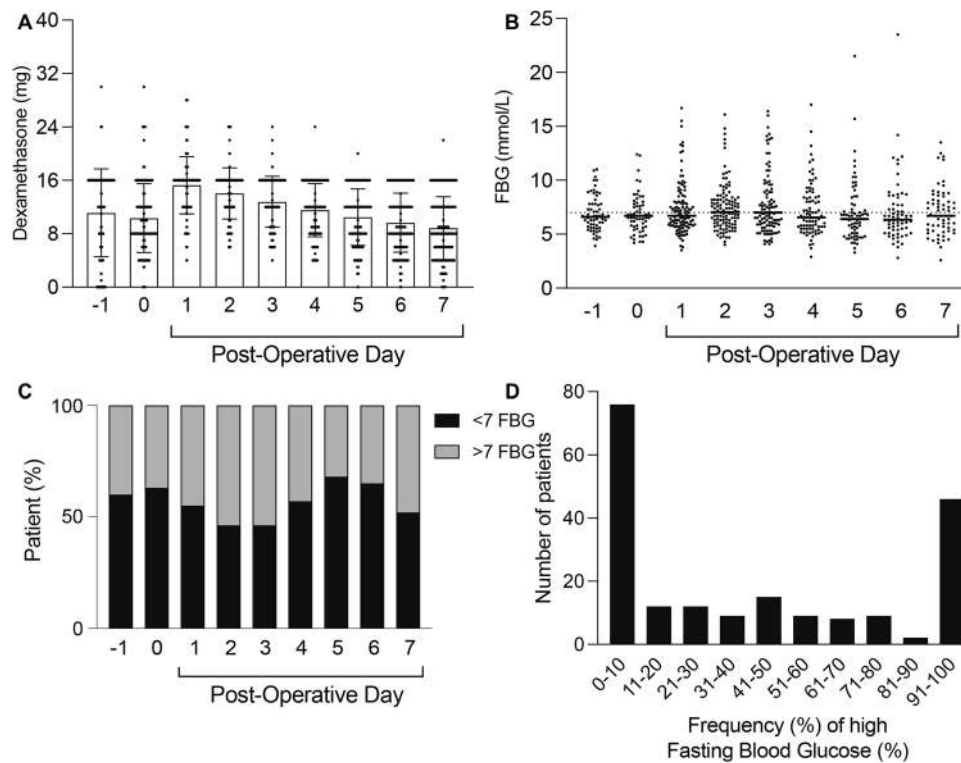 A
Dexamethasone (mg)
40
32
24
16
8
0
-1 0 1 2 3 4 5 6 7
Post-Operative Day
B
FBG (mmol/L)
25
20
15
10
5
0
-1 0 1 2 3 4 5 6 7
Post-Operative Day
C
Patient (%)
100
50
0
-1 0 1 2 3 4 5 6 7
Post-Operative Day
<7 FBG
>7 FBG
D
Number of patients
80
60
40
20
0
0-10 11-20 21-30 31-40 41-50 51-60 61-70 71-80 81-90 91-100
Frequency (%) of high
Fasting Blood Glucose (%)